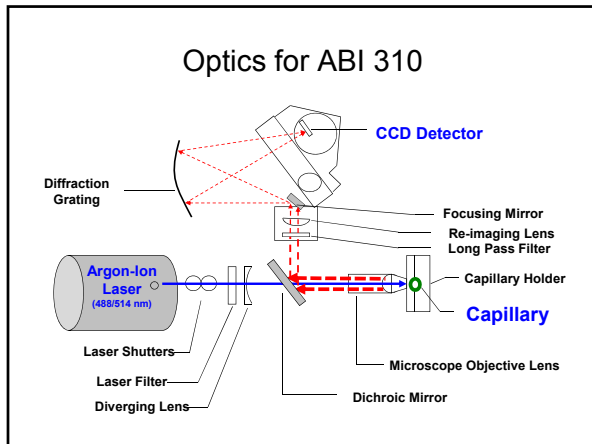 Optics for ABI 310
CCD Detector
Diffraction
Grating
Focusing Mirror
Re-imaging Lens
Long Pass Filter
Argon-Ion
Laser
(488/514 nm)
Capillary Holder
Capillary
Laser Shutters
Microscope Objective Lens
Laser Filter
Dichroic Mirror
Diverging Lens